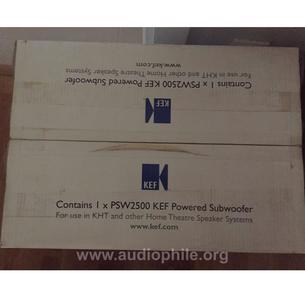 www.kef.com
For use in KHT and other Home Theatre Speaker Systems
Contains 1 x PSW2500 KEF Powered Subwoofer
KEF
KEF
Contains 1 x PSW2500 KEF Powered Subwoofer
For use in KHT and other Home Theatre Speaker Systems
www.kef.com
www.audiophile.org